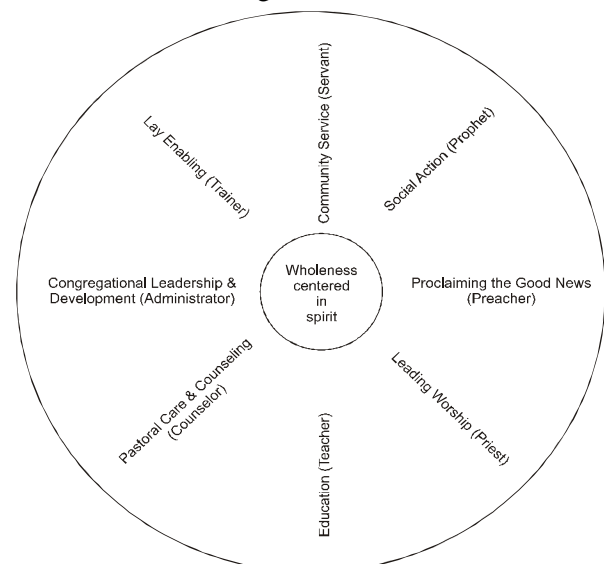 Community Service (Servant)
Social Action (Prophet)
Proclaiming the Good News
(Preacher)
Leading Worship (Priest)
Education (Teacher)
Pastoral Care & Counseling
(Counselor)
Congregational Leadership &
Development (Administrator)
Lay Enabling (Trainer)
Wholeness
centered
in
spirit